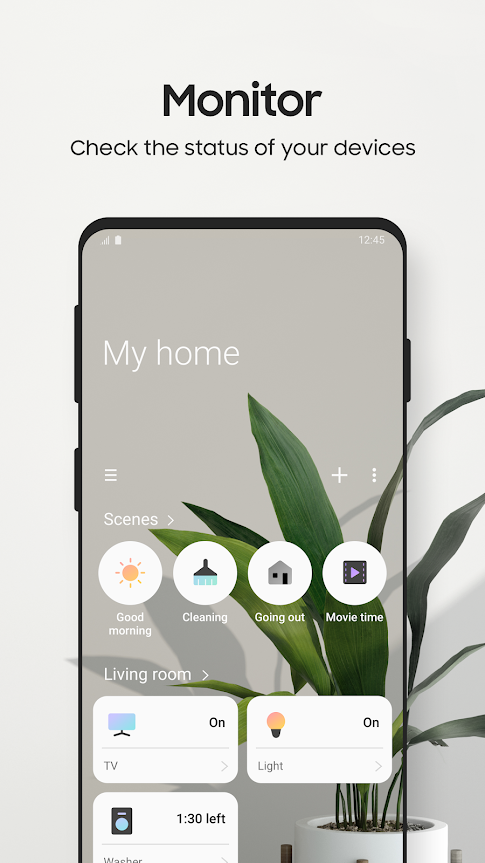 Monitor
Check the status of your devices
12:45
My home
Scenes
Good
morning
Cleaning
Going out
Movie time
Living room
On
TV
On
Light
1:30 left
Washer